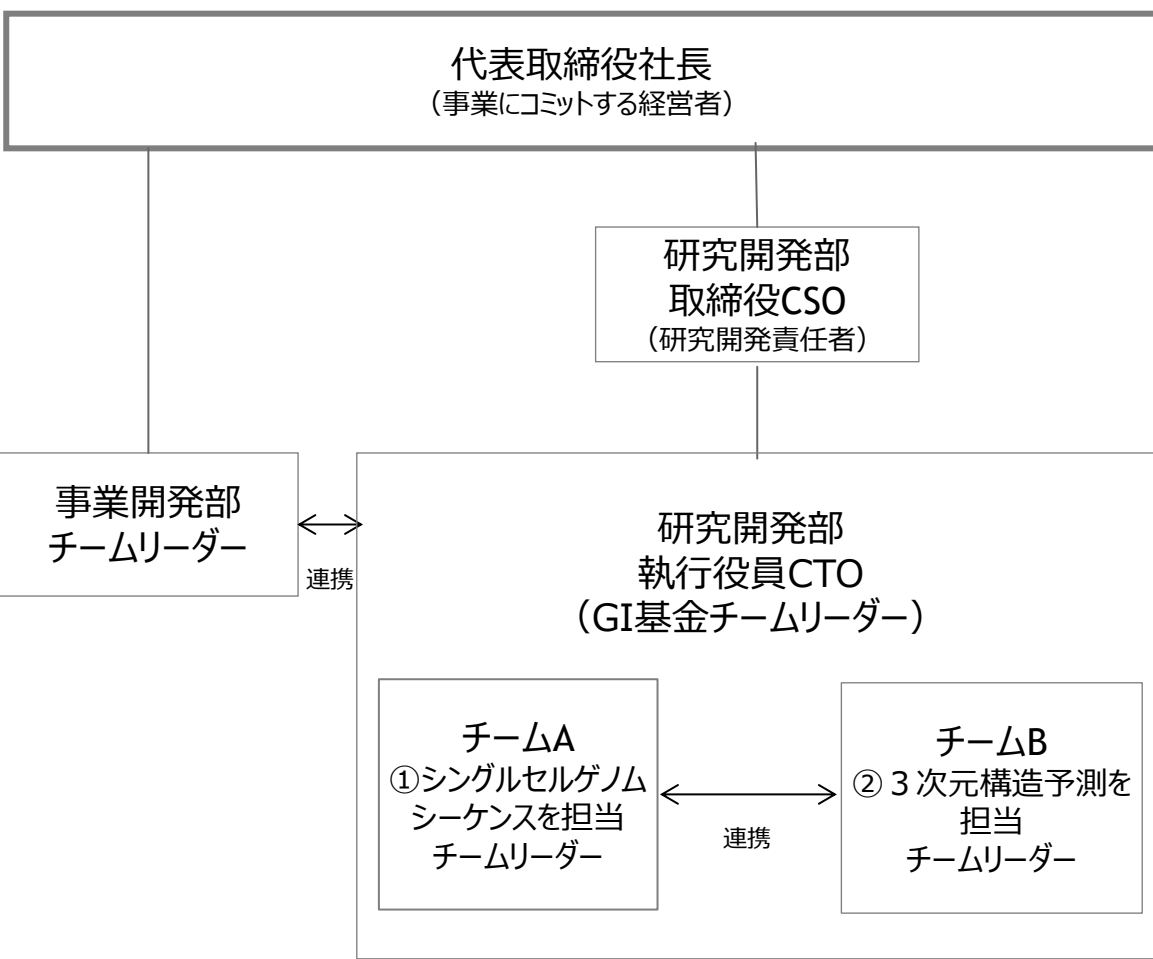 代表取締役社長
（事業にコミットする経営者）
研究開発部
取締役CSO
（研究開発責任者）
事業開発部
チームリーダー
連携
研究開発部
執行役員CTO
（GI基金チームリーダー）
チームA
①シングルセルゲノム
シーケンスを担当
チームリーダー
連携
チームB
②３次元構造予測を
担当
チームリーダー